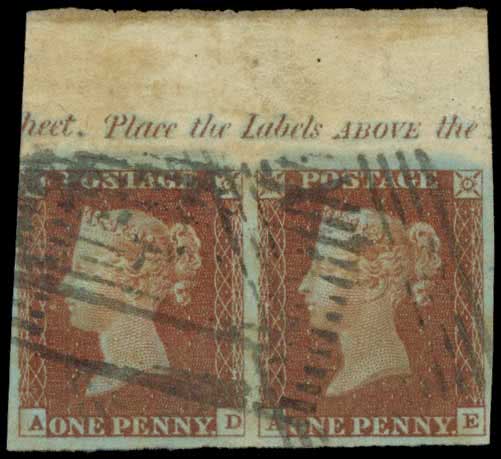 heet. Place the Labels ABOVE the
POSTAGE POSTAGE
A ONE PENNY. D A ONE PENNY. E